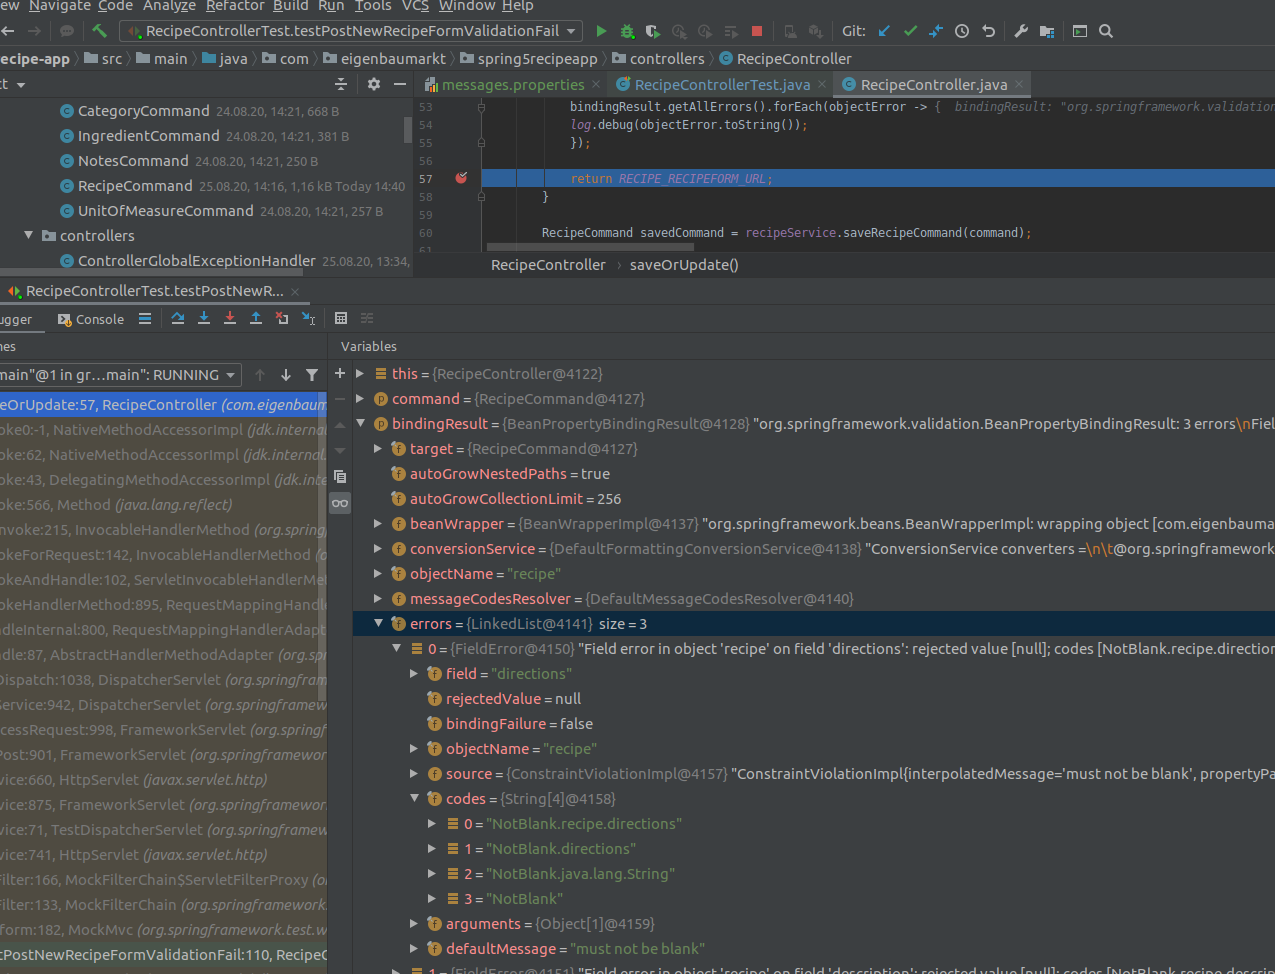 ew Navigate Code Analyze Refactor Build Run Tools VCS Window Help
RecipeControllerTest.testPostNewRecipeFormValidationFail Git:
ecipe-app src main java com eigenbaumarkt spring5recipeapp controllers RecipeController
ct messages.properties RecipeControllerTest.java RecipeController.java
CategoryCommand 24.08.20, 14:21, 668 B
IngredientCommand 24.08.20, 14:21, 381 B
NotesCommand 24.08.20, 14:21, 250 B
RecipeCommand 25.08.20, 14:16, 1,16 kB Today 14:40
UnitOfMeasureCommand 24.08.20, 14:21, 257 B
controllers
ControllerGlobalExceptionHandler 25.08.20, 13:34,
53 bindingResult.getAllErrors().forEach(objectError -> { bindingResult: "org.springframework.validation
54 log.debug(objectError.toString());
55 });
56
57 return RECIPE_RECIPEFORM_URL;
58 }
59
60 RecipeCommand savedCommand = recipeService.saveRecipeCommand(command);
61
RecipeController › saveOrUpdate()
RecipeControllerTest.testPostNewR...
ugger Console
nes
main"@1 in gr...main": RUNNING
eOrUpdate:57, RecipeController (com.eigenbaum
oke0:-1, NativeMethodAccessorImpl (jdk.interna
oke:62, NativeMethodAccessorImpl (jdk.internal.
oke:43, DelegatingMethodAccessorImpl (jdk.inte
oke:566, Method (java.lang.reflect)
nvoke:215, InvocableHandlerMethod (org.spring
okeForRequest:142, InvocableHandlerMethod (o
okeAndHandle:102, ServletInvocableHandlerMe
okeHandlerMethod:895, RequestMappingHandl
ndleInternal:800, RequestMappingHandlerAdapt
ndle:87, AbstractHandlerMethodAdapter (org.sp
Dispatch:1038, DispatcherServlet (org.springfram
Service:942, DispatcherServlet (org.springframew
ocessRequest:998, FrameworkServlet (org.springf
Post:901, FrameworkServlet (org.springframewo
vice:660, HttpServlet (javax.servlet.http)
vice:875, FrameworkServlet (org.springframewor
vice:71, TestDispatcherServlet (org.springframew
vice:741, HttpServlet (javax.servlet.http)
Filter:166, MockFilterChain$ServletFilterProxy (o
Filter:133, MockFilterChain (org.springframework.
form:182, MockMvc (org.springframework.test.w
tPostNewRecipeFormValidationFail:110, RecipeC
Variables
this = {RecipeController@4122}
command = {RecipeCommand@4127}
bindingResult = {BeanPropertyBindingResult@4128} "org.springframework.validation.BeanPropertyBindingResult: 3 errors\nFiel
target = {RecipeCommand@4127}
autoGrowNestedPaths = true
autoGrowCollectionLimit = 256
beanWrapper = {BeanWrapperImpl@4137} "org.springframework.beans.BeanWrapperImpl: wrapping object [com.eigenbauma
conversionService = {DefaultFormattingConversionService@4138} "ConversionService converters =\n\t@org.springframework
objectName = "recipe"
messageCodesResolver = {DefaultMessageCodesResolver@4140}
errors = {LinkedList@4141} size = 3
0 = {FieldError@4150} "Field error in object 'recipe' on field 'directions': rejected value [null]; codes [NotBlank.recipe.direction
field = "directions"
rejectedValue = null
bindingFailure = false
objectName = "recipe"
source = {ConstraintViolationImpl@4157} "ConstraintViolationImpl{interpolatedMessage='must not be blank', propertyPa
codes = {String[4]@4158}
0 = "NotBlank.recipe.directions"
1 = "NotBlank.directions"
2 = "NotBlank.java.lang.String"
3 = "NotBlank"
arguments = {Object[1]@4159}
defaultMessage = "must not be blank"
1 = {FieldError@4151} "Field error in object 'recipe' on field 'description': rejected value [null]; codes [NotBlank.recipe.descri